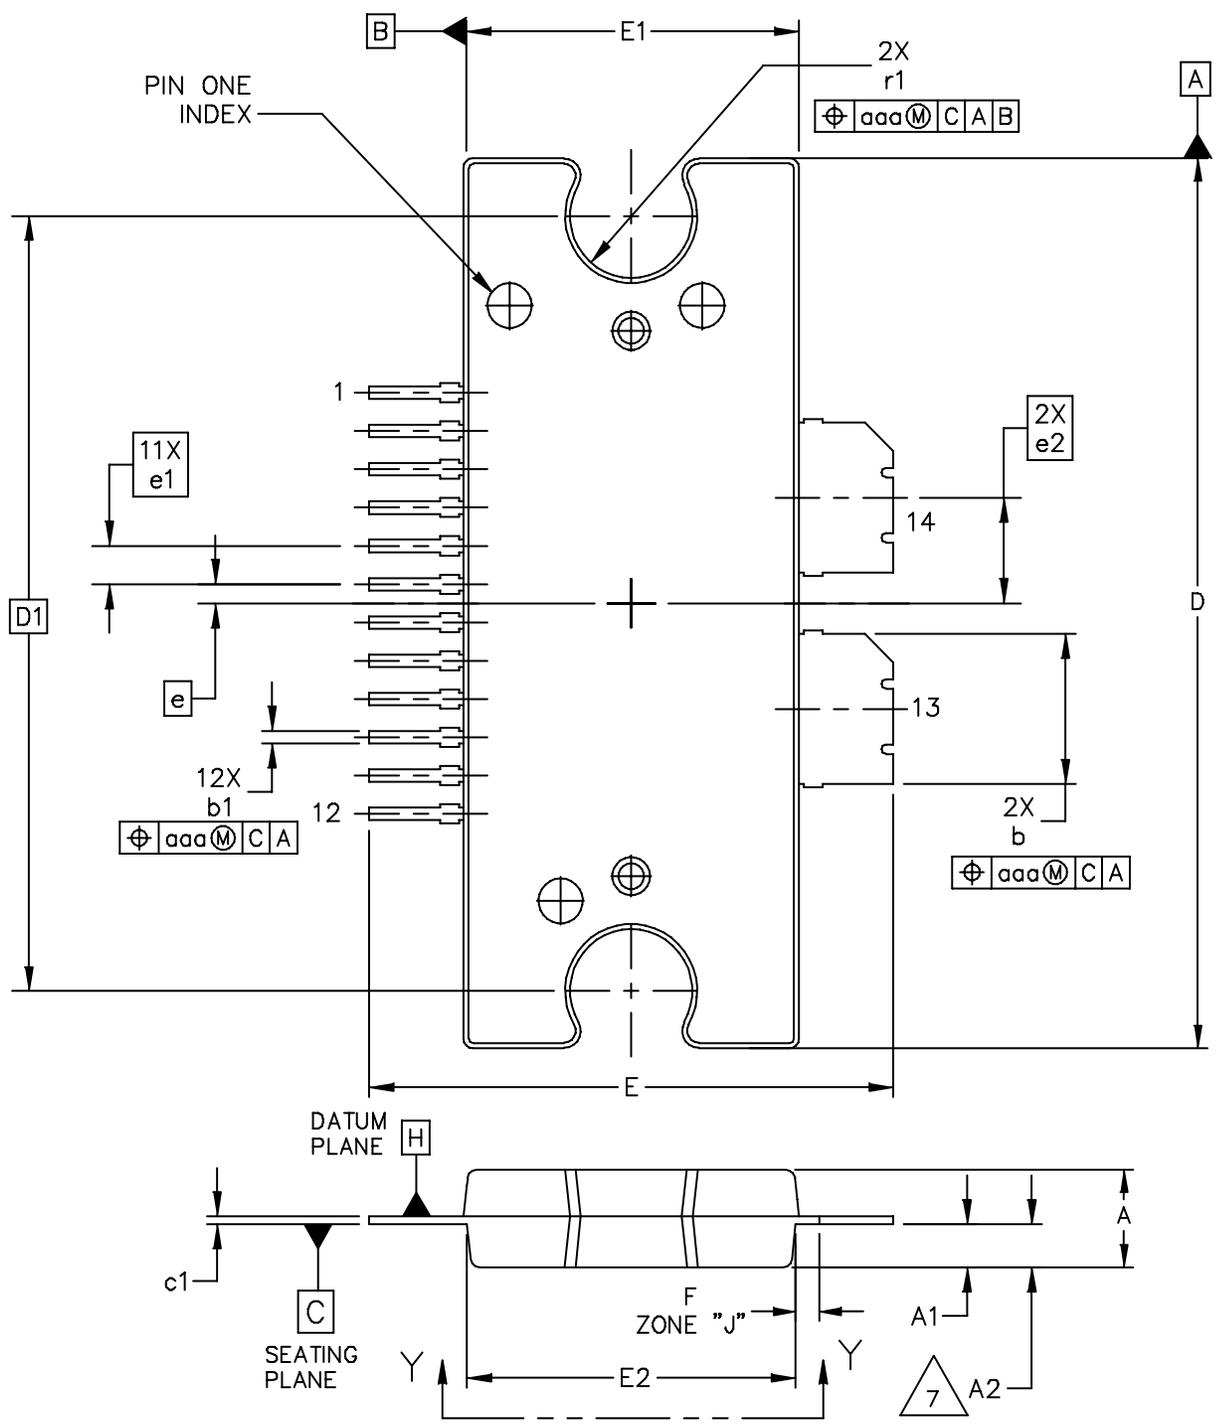 B
E1
2X
r1
⌖ aaa Ⓜ C A B
A
PIN ONE
INDEX
1
11X
e1
2X
e2
14
D1
D
e
13
12X
b1
⌖ aaa Ⓜ C A
12
2X
b
⌖ aaa Ⓜ C A
E
DATUM
PLANE
H
A
c1
C
SEATING
PLANE
F
ZONE "J"
A1
Y
Y
E2
7
A2